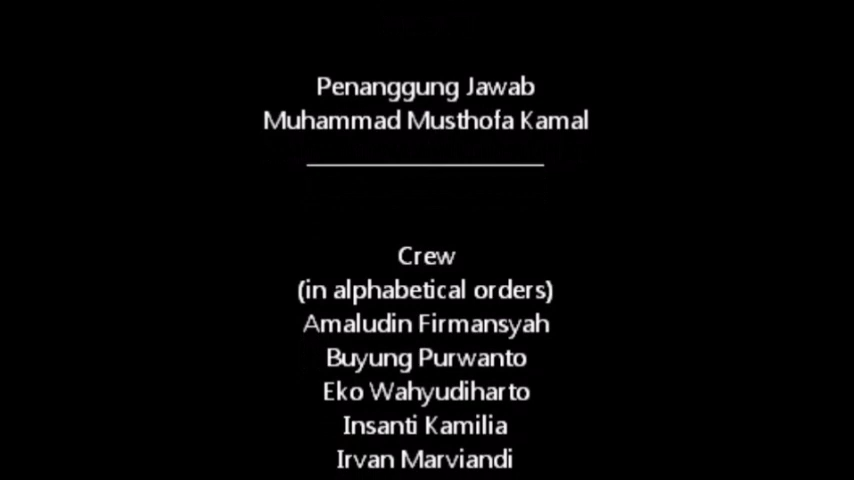 Penanggung Jawab
Muhammad Musthofa Kamal
Crew
(in alphabetical orders)
Amaludin Firmansyah
Buyung Purwanto
Eko Wahyudiharto
Insanti Kamilia
Irvan Marviandi